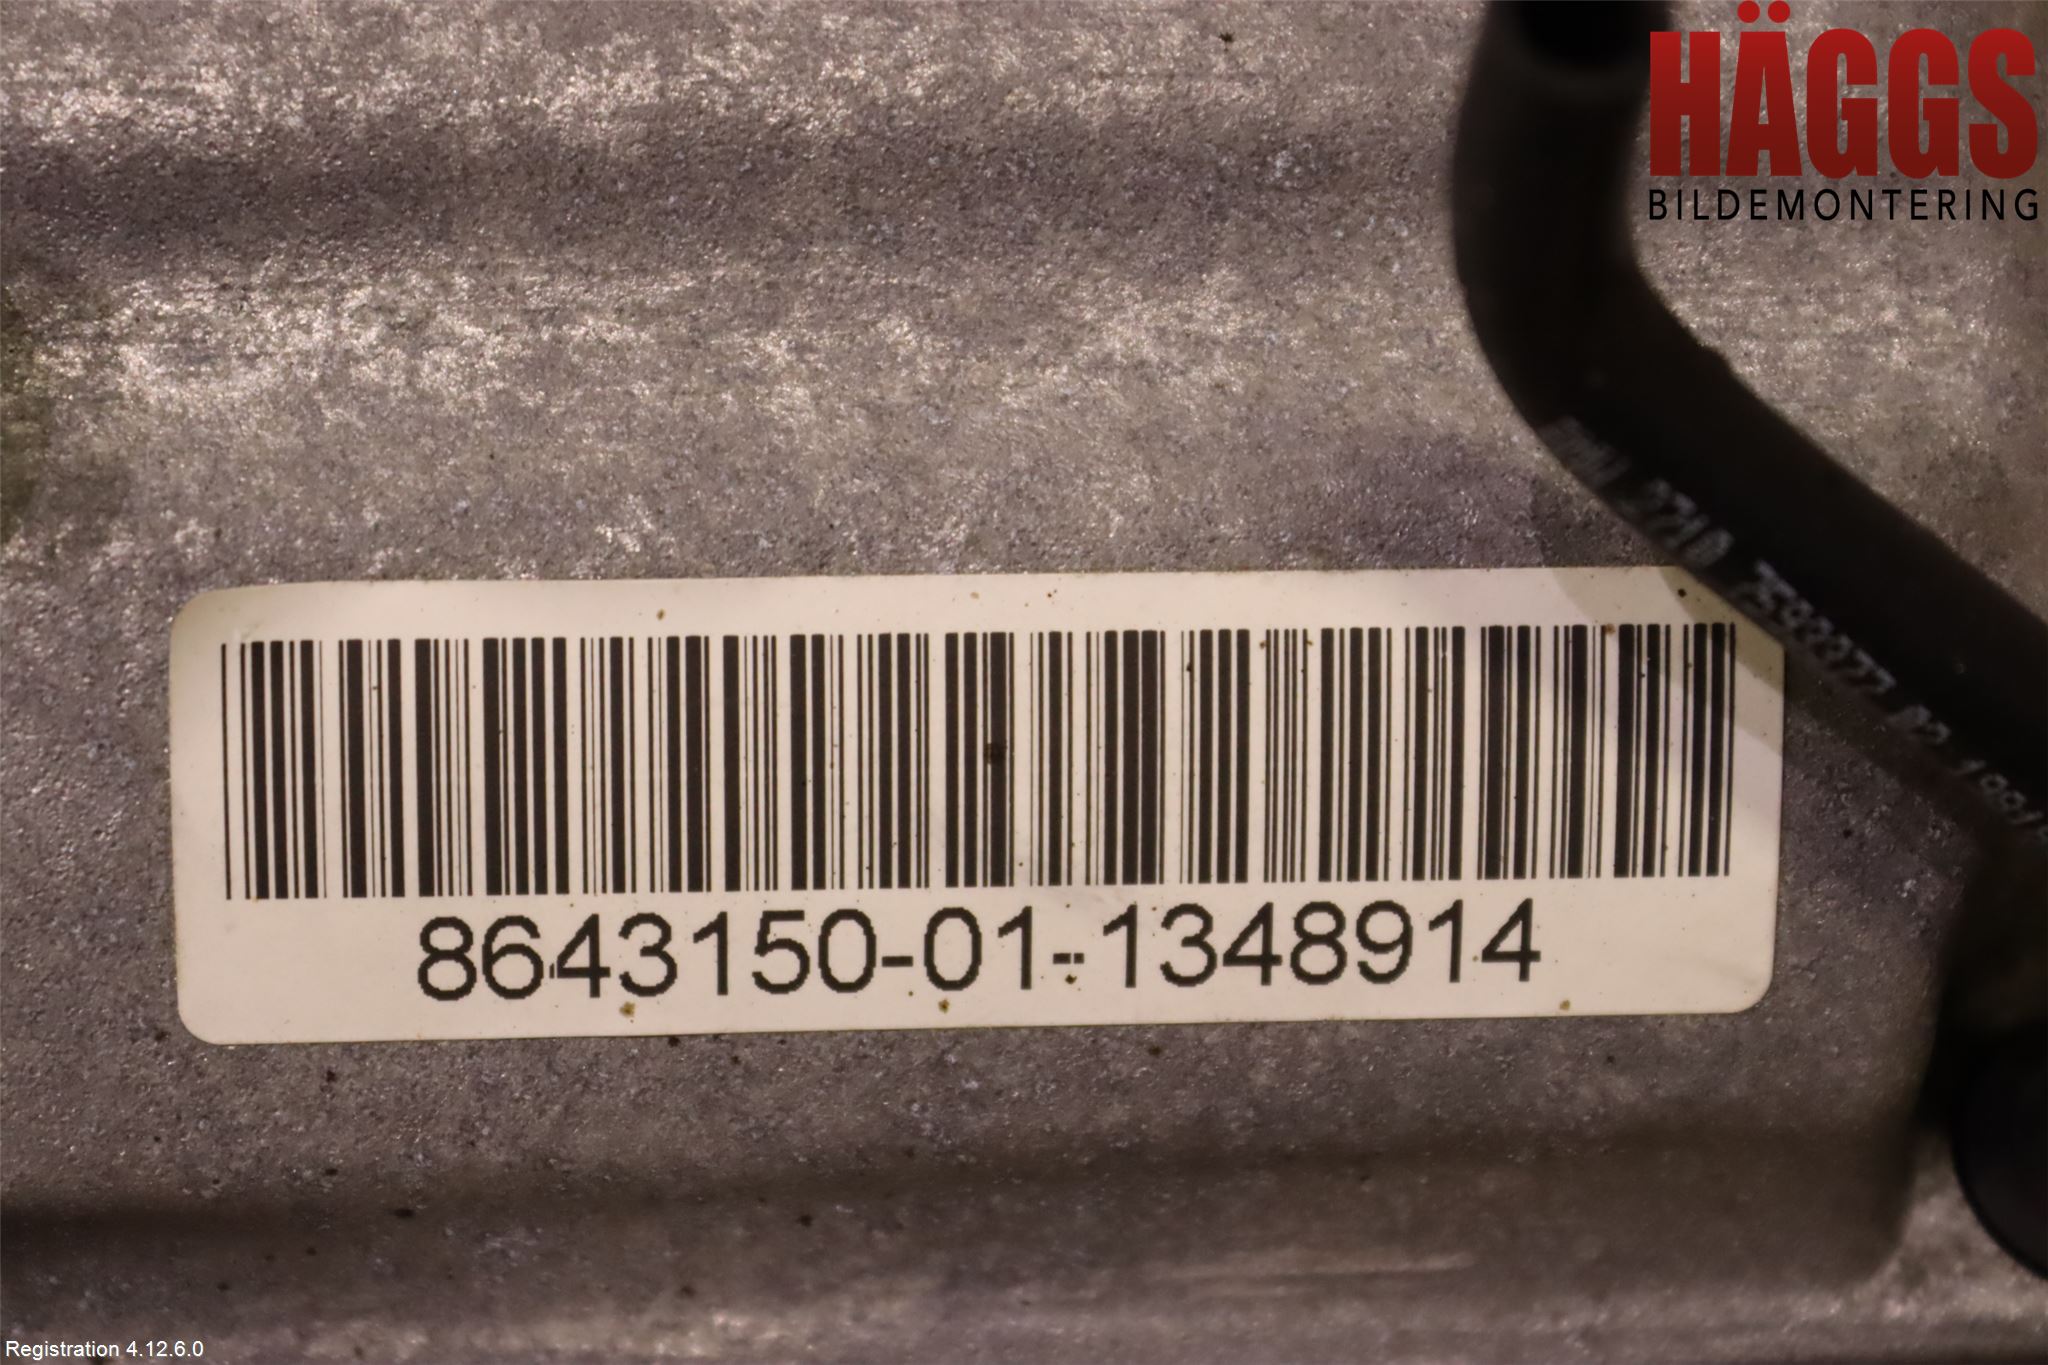 HÄGGS
BILDEMONTERING
8643150-01-1348914
Registration 4.12.6.0